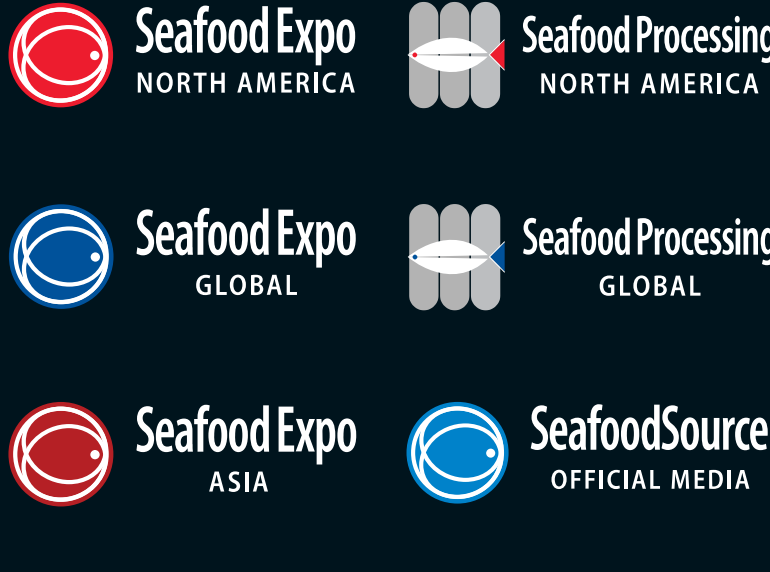 Seafood Expo
NORTH AMERICA
Seafood Processing
NORTH AMERICA
Seafood Expo
GLOBAL
Seafood Processing
GLOBAL
Seafood Expo
ASIA
SeafoodSource
OFFICIAL MEDIA